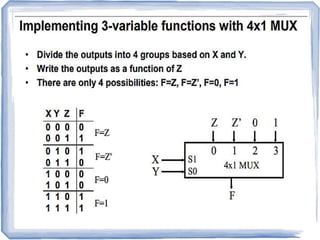 Implementing 3-variable functions with 4x1 MUX
• Divide the outputs into 4 groups based on X and Y.
• Write the outputs as a function of Z
• There are only 4 possibilities: F=Z, F=Z', F=0, F=1
X Y Z F
0 0 0 0
0 0 1 1
F=Z
0 1 0 1
0 1 1 0
F=Z'
1 0 0 0
1 0 1 0
F=0
1 1 0 1
1 1 1 1
F=1
Z Z' 0 1
0 1 2 3
X S1
4x1 MUX
Y S0
F